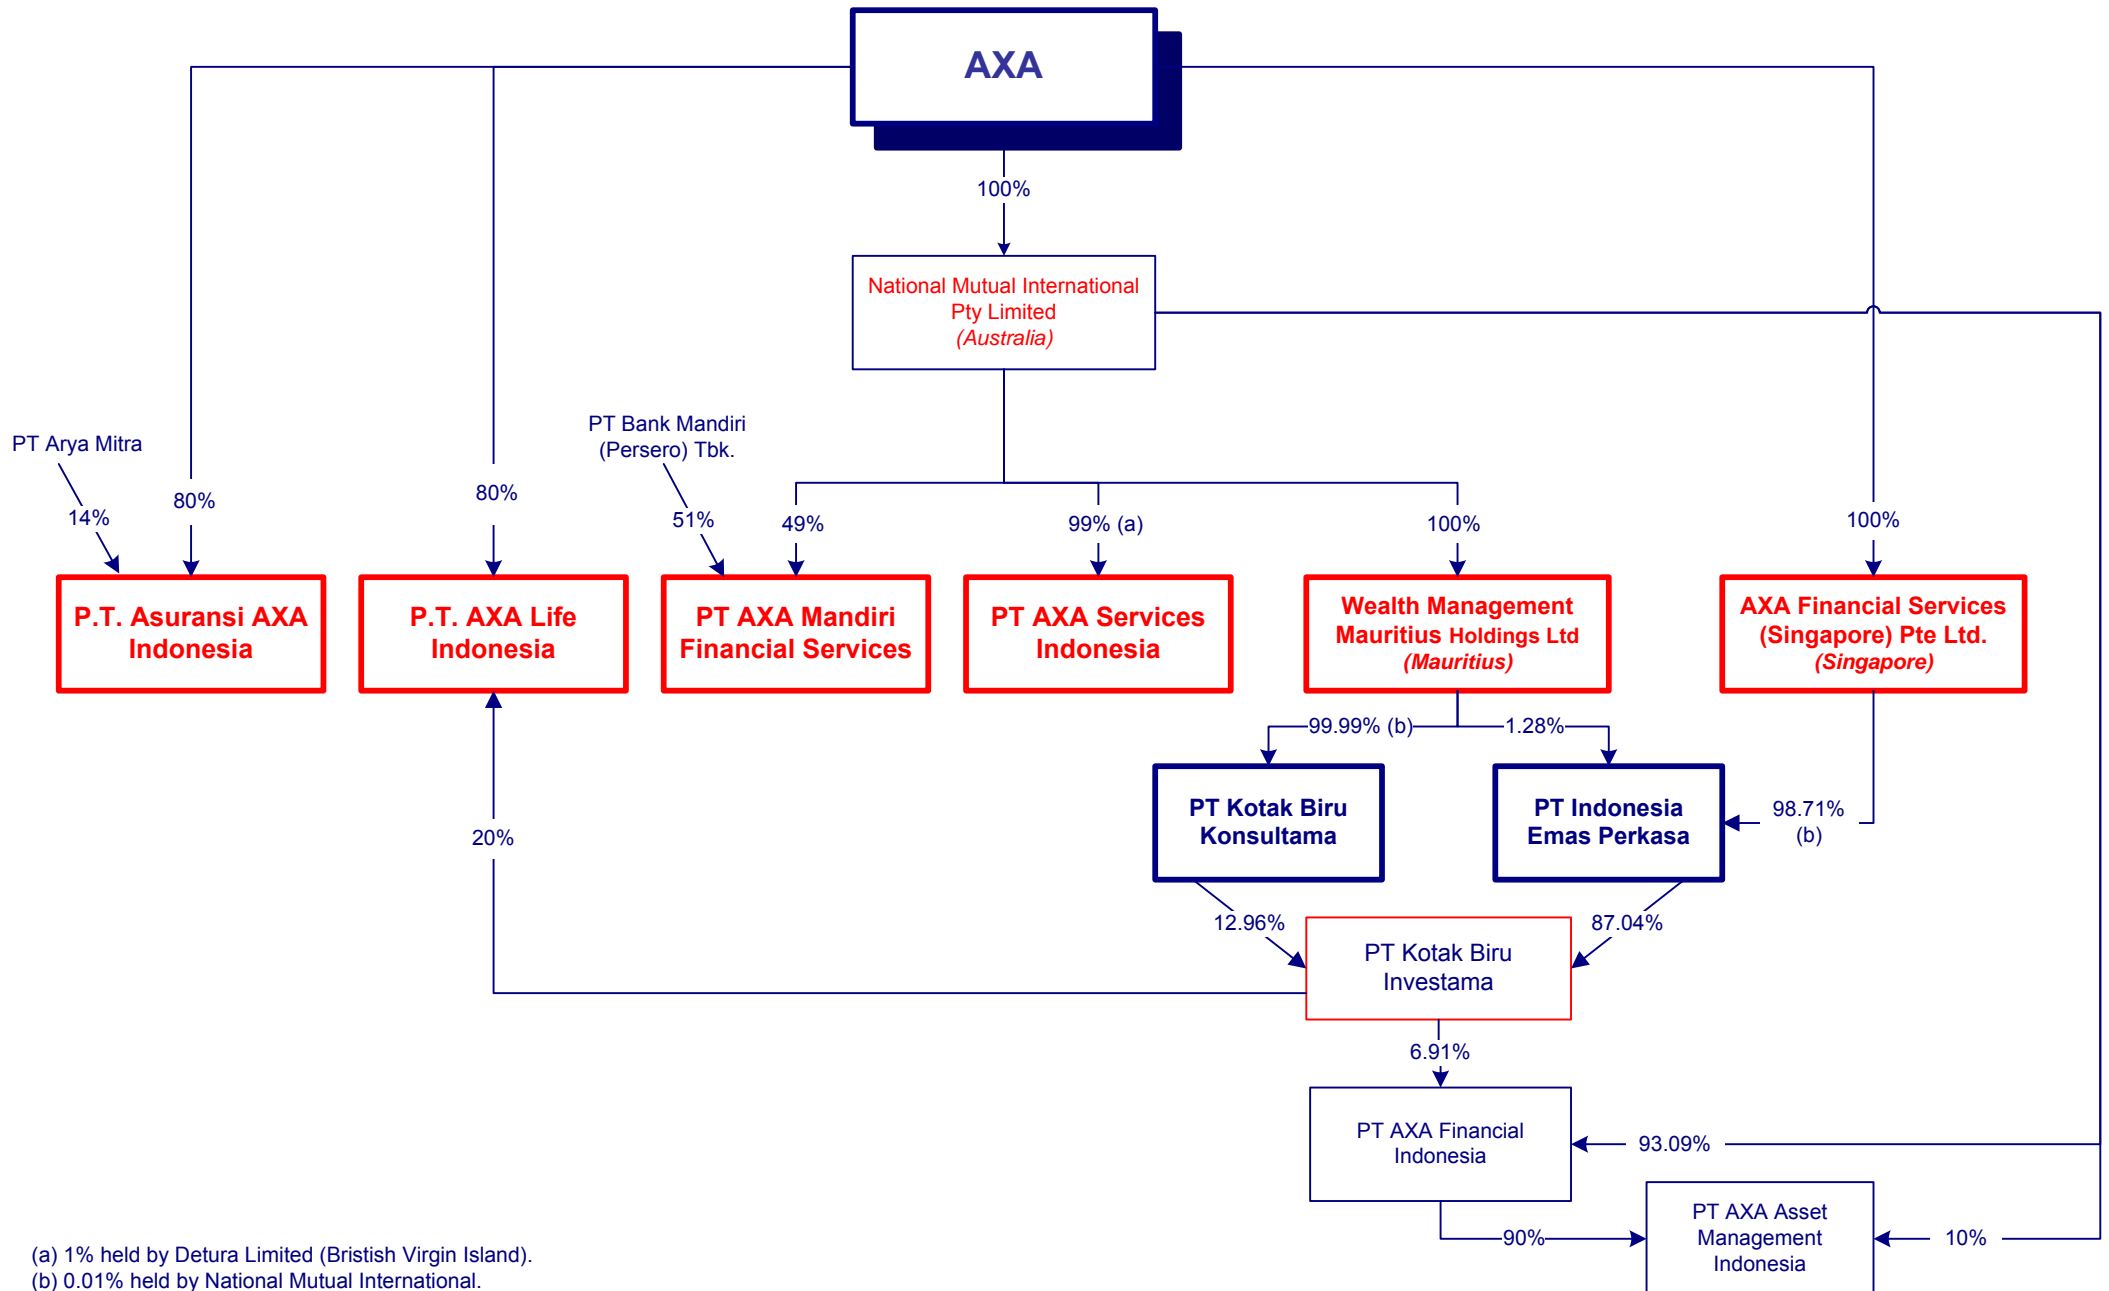 AXA
100%
National Mutual International
Pty Limited
(Australia)
PT Arya Mitra
PT Bank Mandiri
(Persero) Tbk.
14%
80%
80%
51%
49%
99% (a)
100%
100%
P.T. Asuransi AXA
Indonesia
P.T. AXA Life
Indonesia
PT AXA Mandiri
Financial Services
PT AXA Services
Indonesia
Wealth Management
Mauritius Holdings Ltd
(Mauritius)
AXA Financial Services
(Singapore) Pte Ltd.
(Singapore)
99.99% (b)
1.28%
20%
PT Kotak Biru
Konsultama
PT Indonesia
Emas Perkasa
98.71%
(b)
12.96%
87.04%
PT Kotak Biru
Investama
6.91%
PT AXA Financial
Indonesia
93.09%
90%
PT AXA Asset
Management
Indonesia
10%
(a) 1% held by Detura Limited (Bristish Virgin Island).
(b) 0.01% held by National Mutual International.